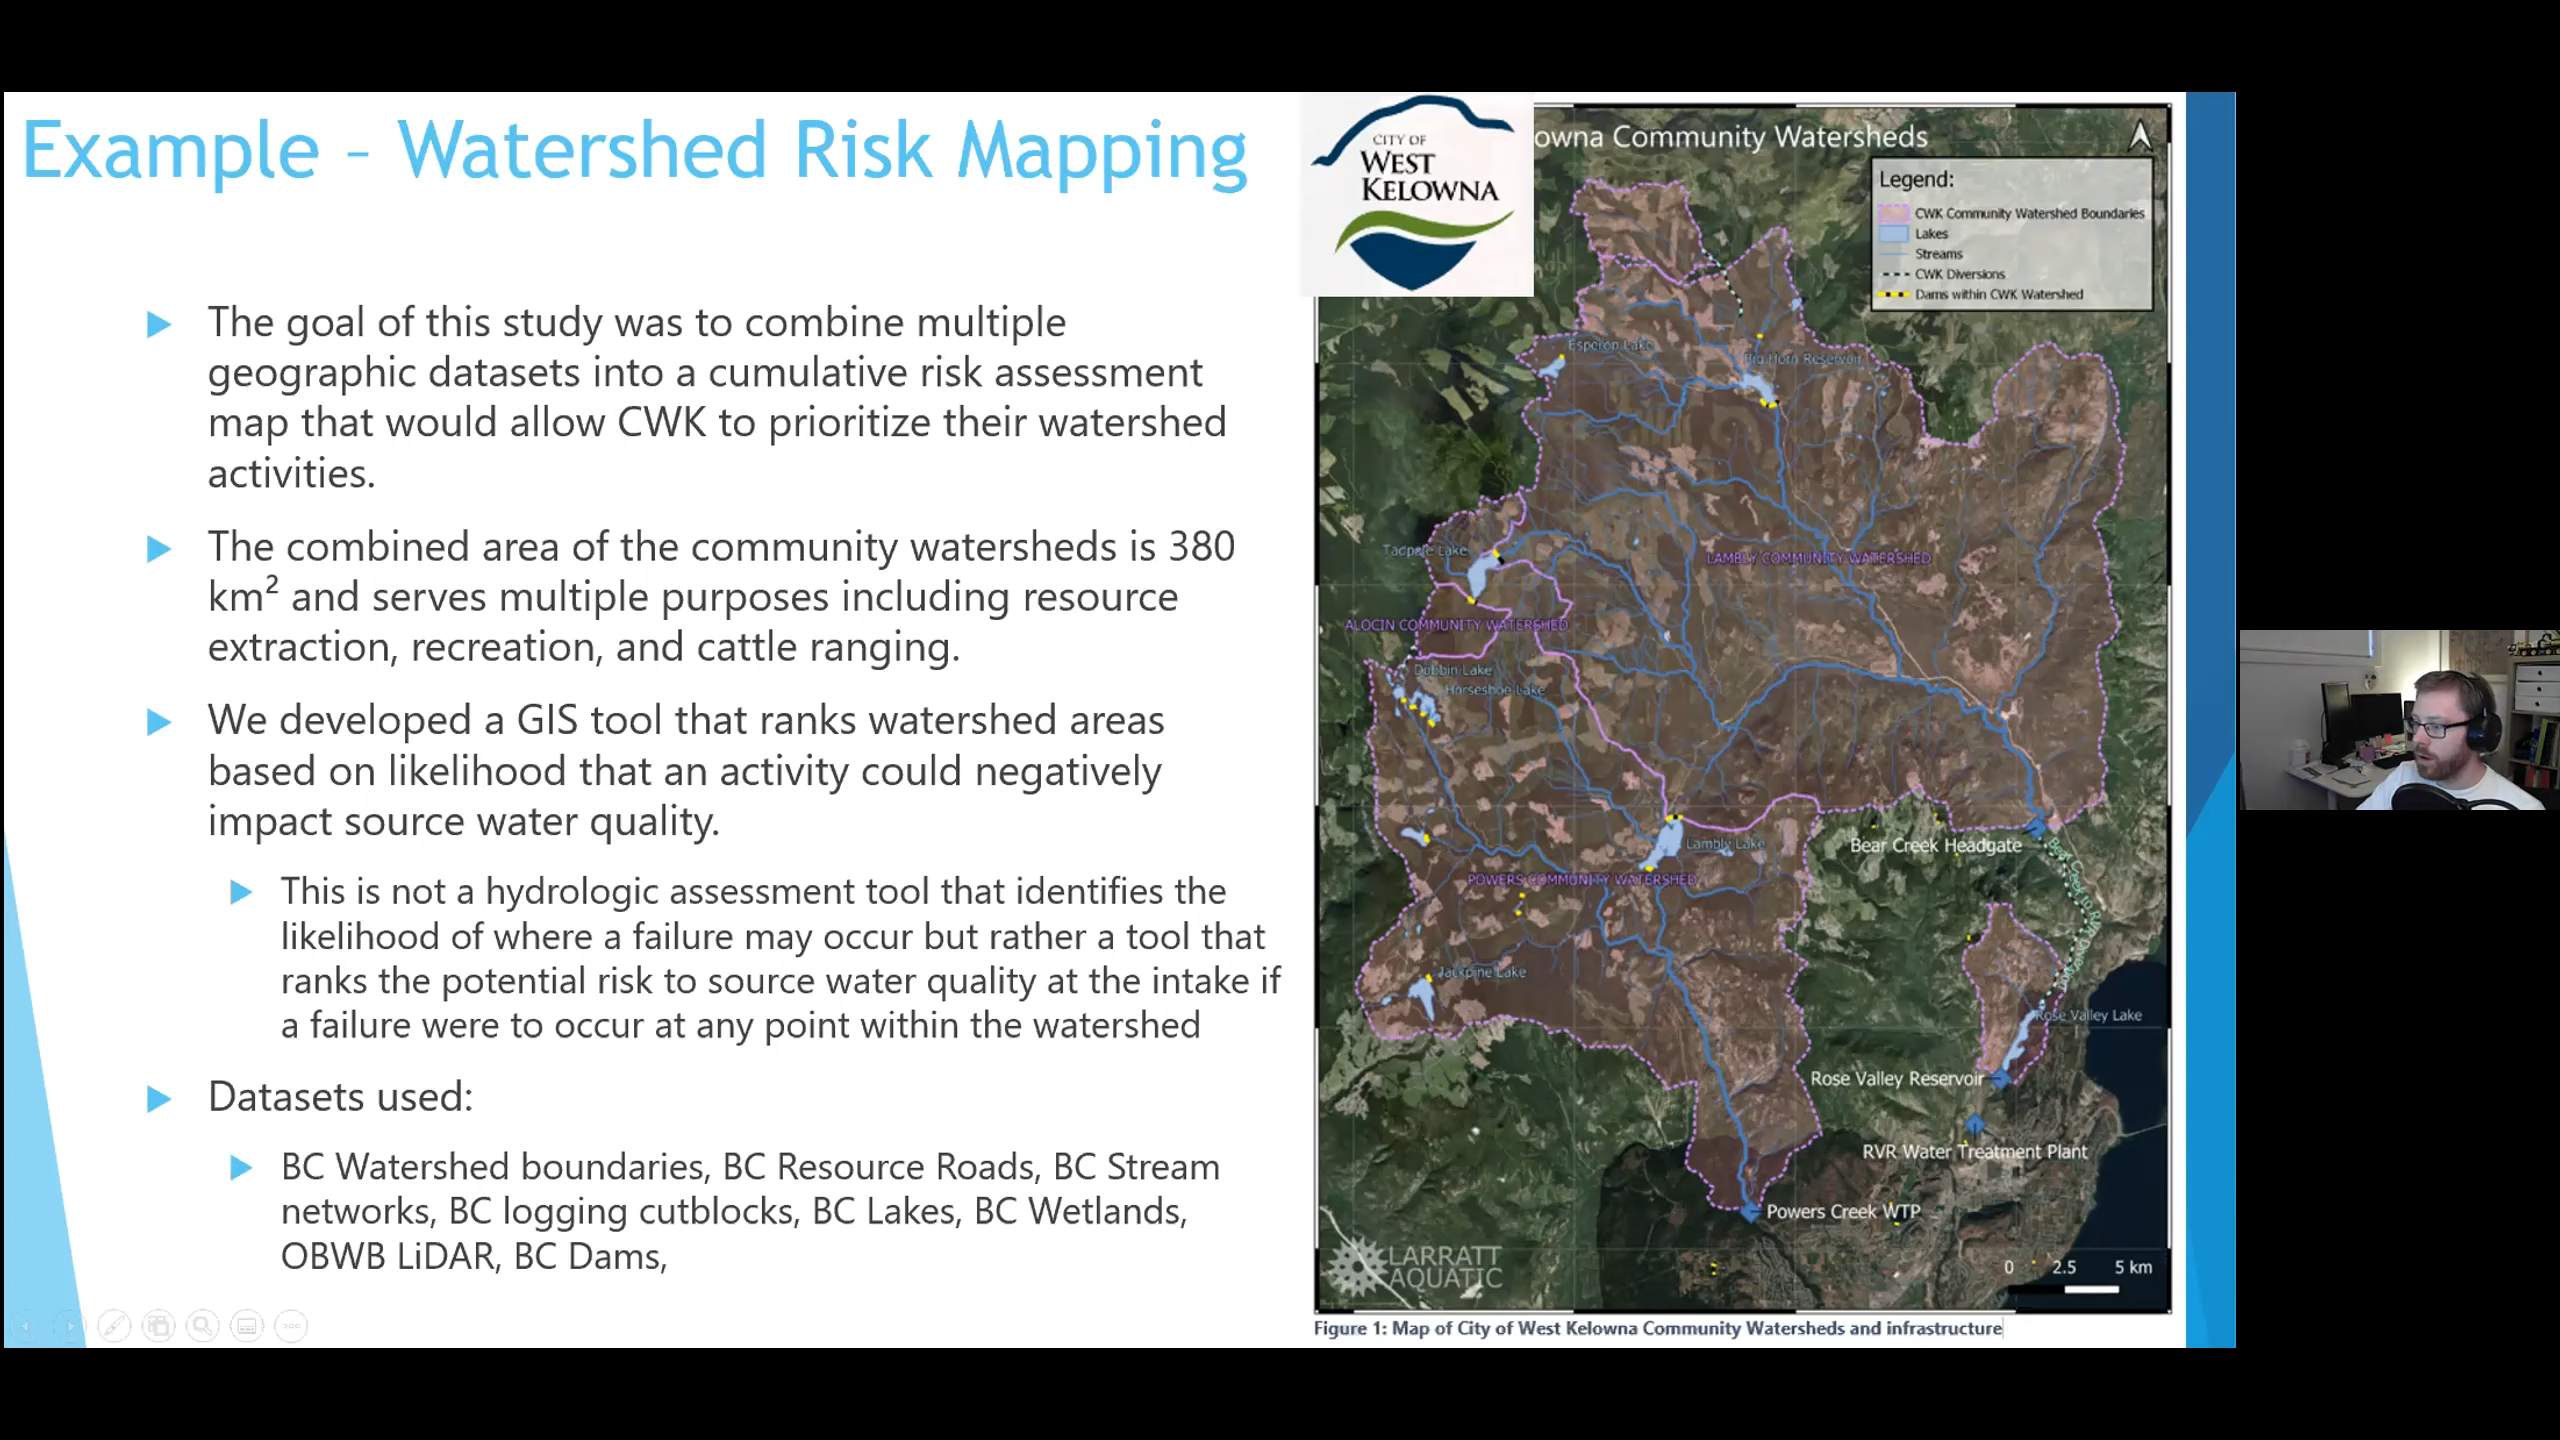 Example – Watershed Risk Mapping
The goal of this study was to combine multiple
geographic datasets into a cumulative risk assessment
map that would allow CWK to prioritize their watershed
activities.
The combined area of the community watersheds is 380
km² and serves multiple purposes including resource
extraction, recreation, and cattle ranging.
We developed a GIS tool that ranks watershed areas
based on likelihood that an activity could negatively
impact source water quality.
This is not a hydrologic assessment tool that identifies the
likelihood of where a failure may occur but rather a tool that
ranks the potential risk to source water quality at the intake if
a failure were to occur at any point within the watershed
Datasets used:
BC Watershed boundaries, BC Resource Roads, BC Stream
networks, BC logging cutblocks, BC Lakes, BC Wetlands,
OBWB LiDAR, BC Dams,
CITY OF
WEST
KELOWNA
owna Community Watersheds
Legend:
CWK Community Watershed Boundaries
Lakes
Streams
CWK Diversions
Dams within CWK Watershed
Esperon Lake
Big Horn Reservoir
Tadpole Lake
LAMBLY COMMUNITY WATERSHED
ALOCIN COMMUNITY WATERSHED
Dobbin Lake
Horseshoe Lake
Lambly Lake
Bear Creek Headgate
POWERS COMMUNITY WATERSHED
Bear Creek to RVR Diversion
Jackpine Lake
Rose Valley Lake
Rose Valley Reservoir
RVR Water Treatment Plant
Powers Creek WTP
LARRATT
AQUATIC
0 2.5 5 km
Figure 1: Map of City of West Kelowna Community Watersheds and infrastructure